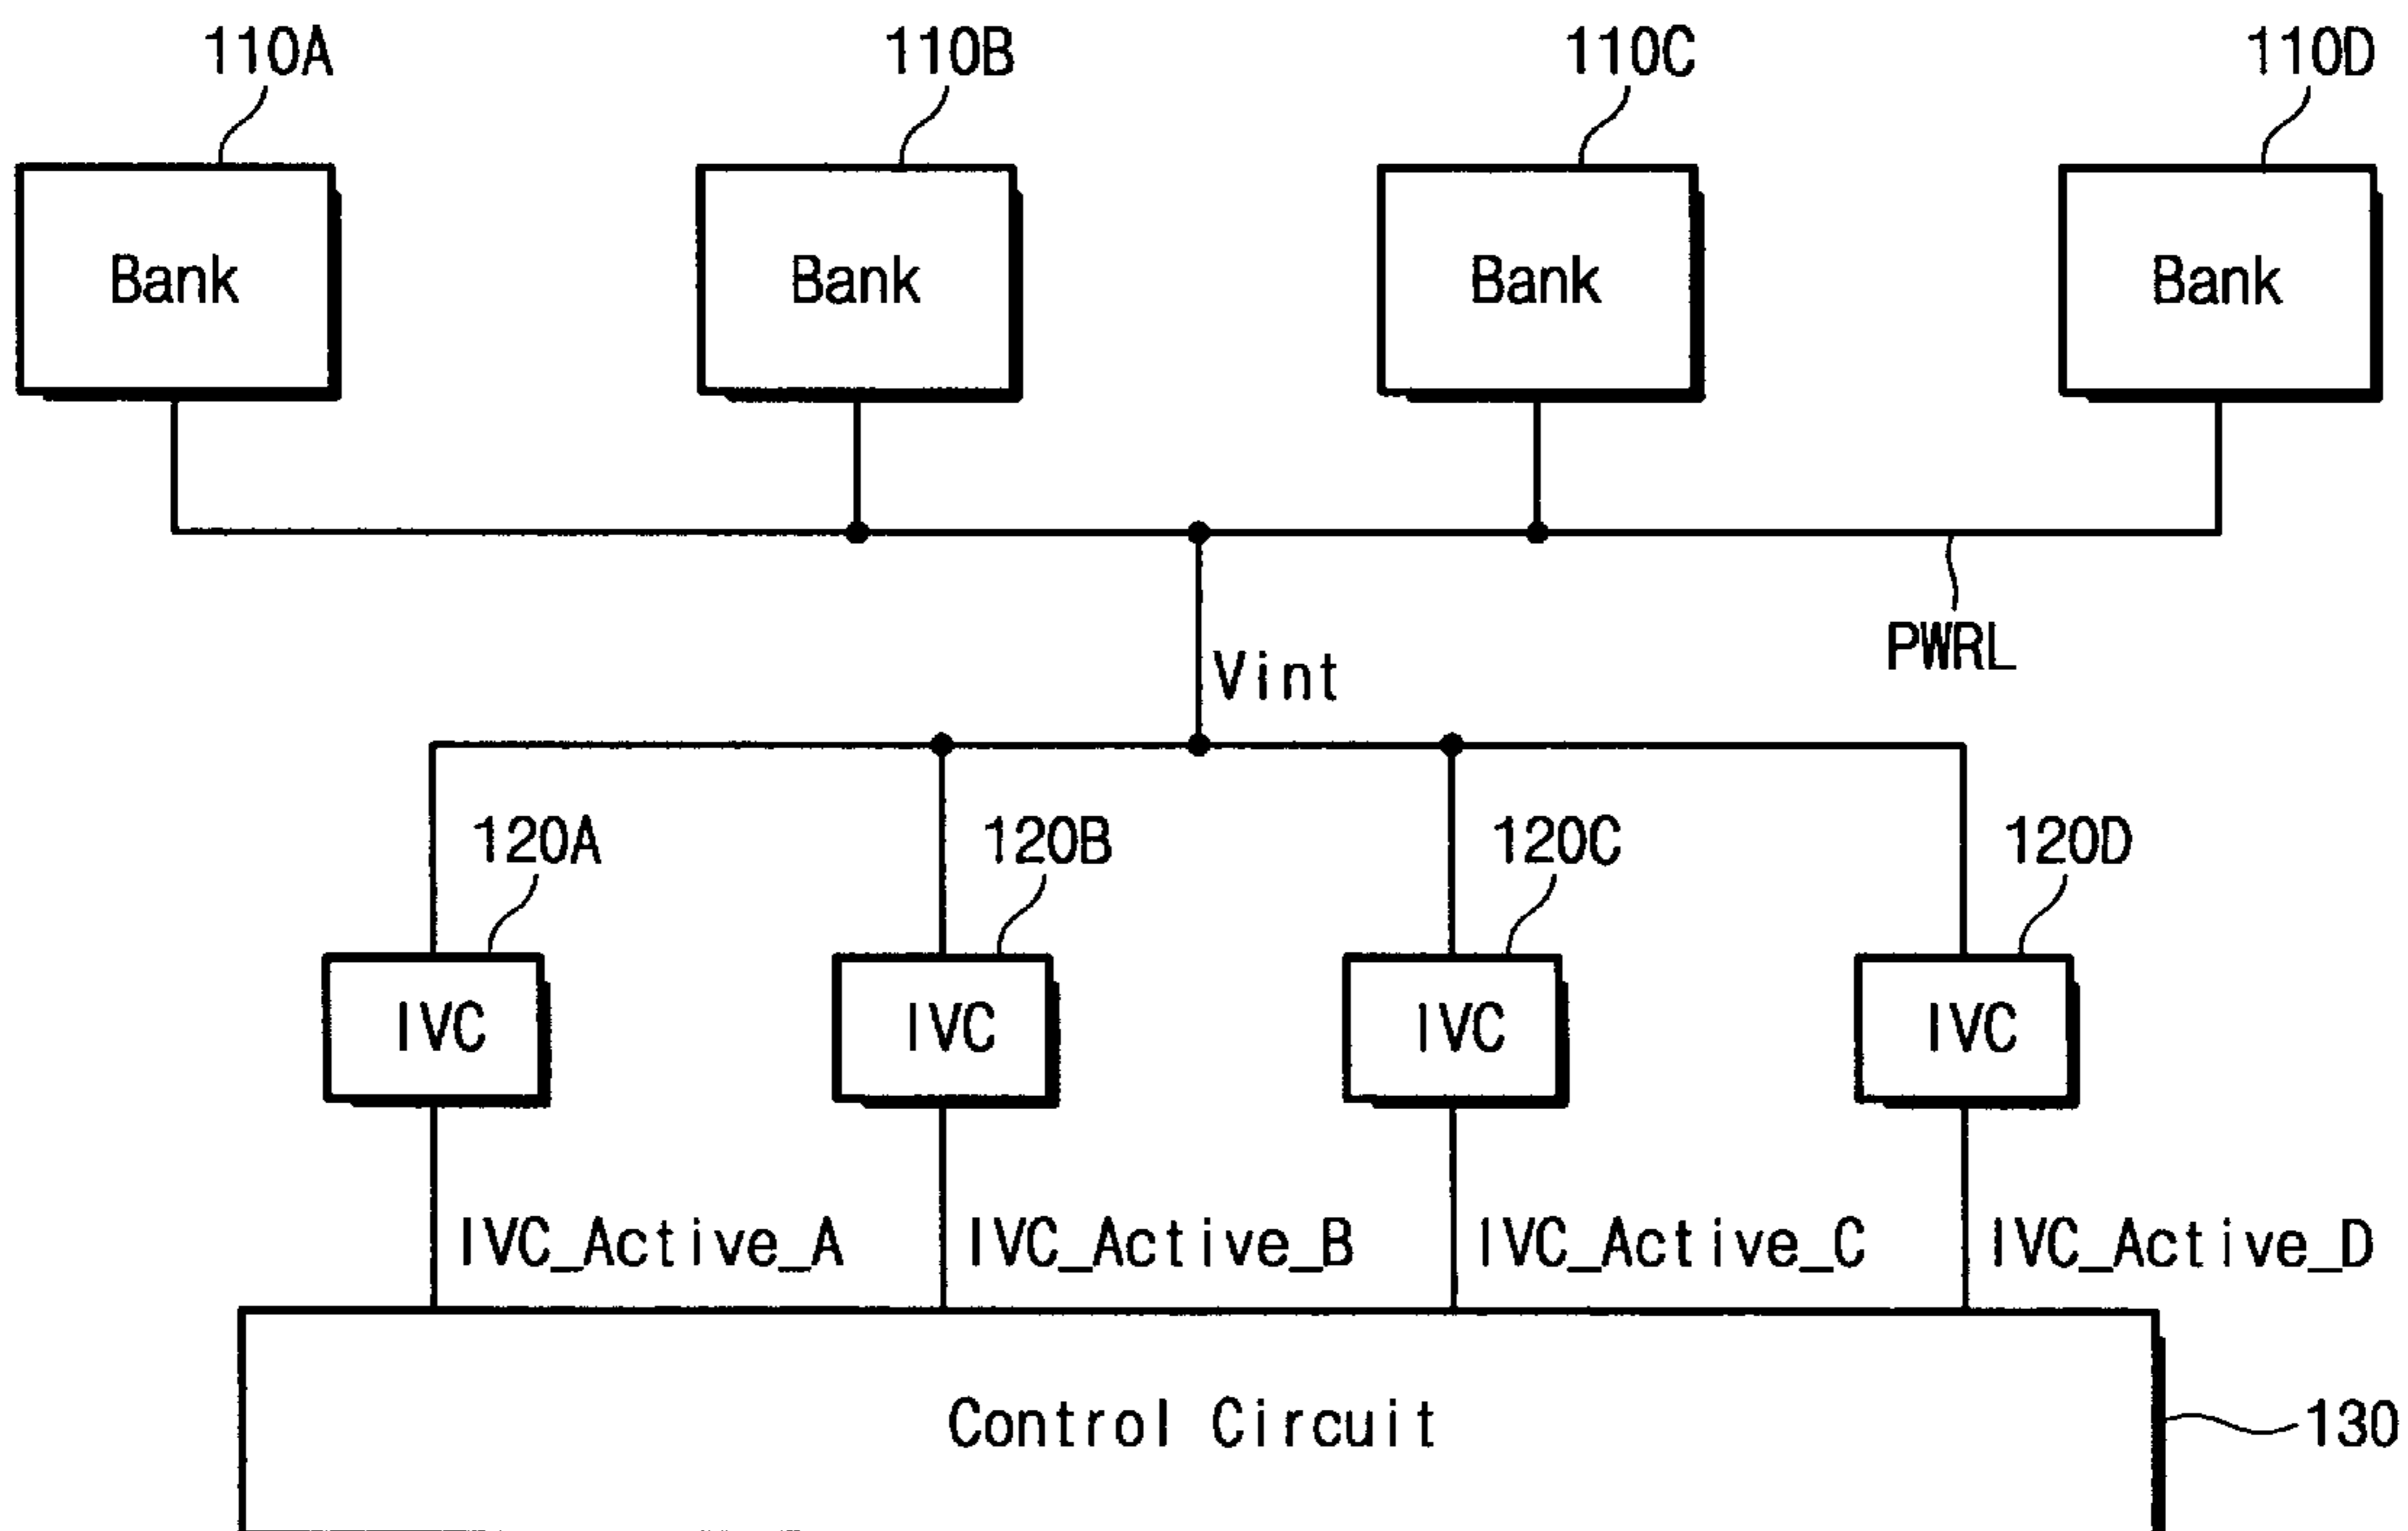 110A 110B 110C 110D
Bank Bank Bank Bank
PWRL
Vint
120A 120B 120C 120D
IVC IVC IVC IVC
IVC_Active_A IVC_Active_B IVC_Active_C IVC_Active_D
Control Circuit
130